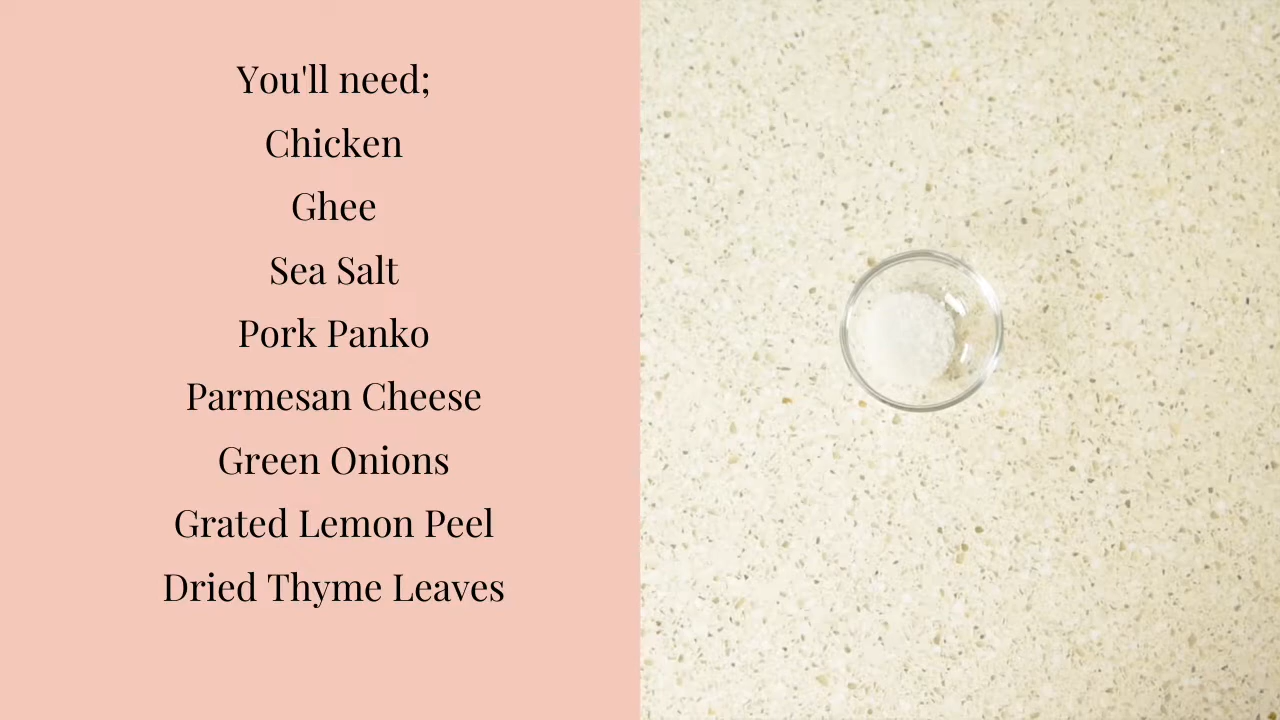 You'll need;
Chicken
Ghee
Sea Salt
Pork Panko
Parmesan Cheese
Green Onions
Grated Lemon Peel
Dried Thyme Leaves